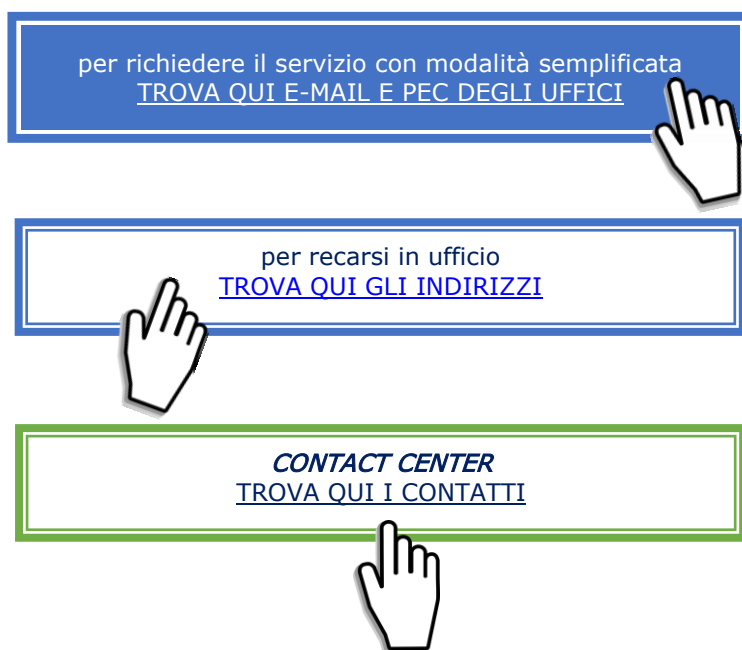 per richiedere il servizio con modalità semplificata
TROVA QUI E-MAIL E PEC DEGLI UFFICI
per recarsi in ufficio
TROVA QUI GLI INDIRIZZI
CONTACT CENTER
TROVA QUI I CONTATTI